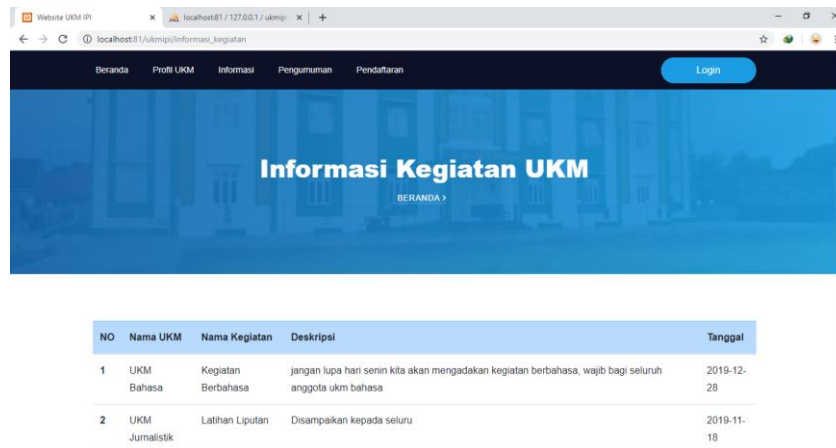 Website UKM IPI
localhost:81 / 127.0.0.1 / ukmipi
localhost:81/ukmipi/informasi_kegiatan
Beranda Profil UKM Informasi Pengumuman Pendaftaran Login
Informasi Kegiatan UKM
BERANDA >
NO Nama UKM Nama Kegiatan Deskripsi Tanggal
1 UKM Kegiatan jangan lupa hari senin kita akan mengadakan kegiatan berbahasa, wajib bagi seluruh 2019-12-
Bahasa Berbahasa anggota ukm bahasa 28
2 UKM Latihan Liputan Disampaikan kepada seluru 2019-11-
Jurnalistik 18